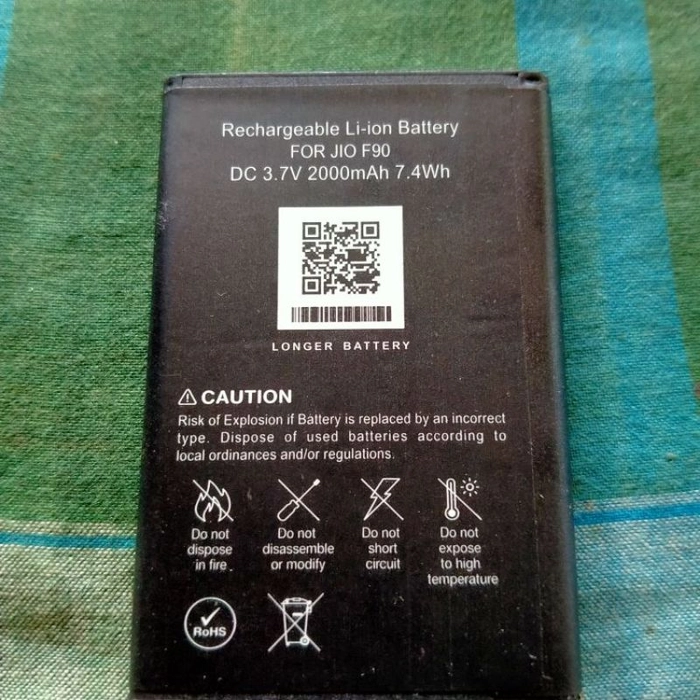 Rechargeable Li-ion Battery
FOR JIO F90
DC 3.7V 2000mAh 7.4Wh
LONGER BATTERY
CAUTION
Risk of Explosion if Battery is replaced by an incorrect
type. Dispose of used batteries according to
local ordinances and/or regulations.
Do not dispose in fire.
Do not disassemble or modify
Do not short circuit
Do not expose to high temperature
RoHS